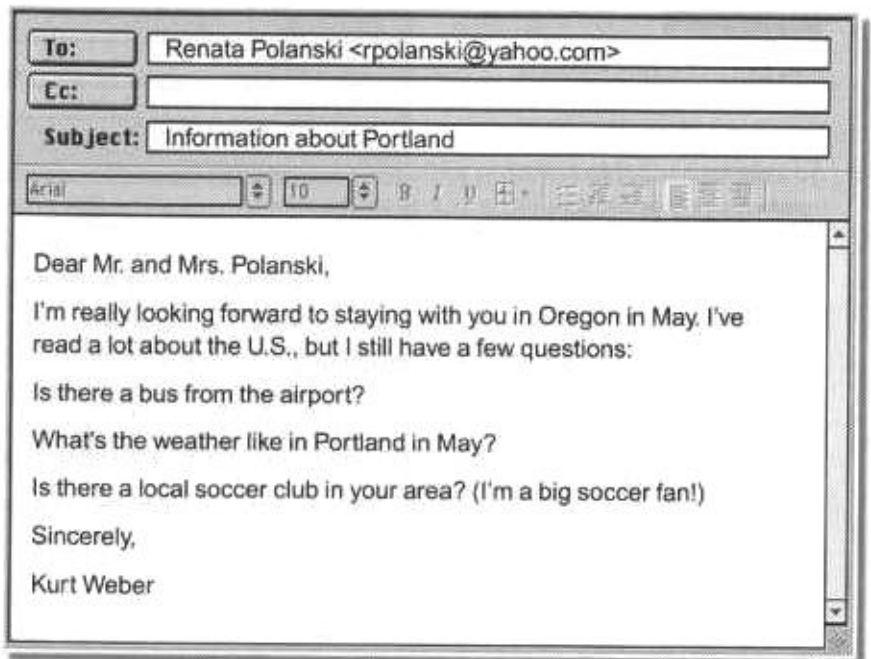 To: Renata Polanski <rpolanski@yahoo.com>
Cc:
Subject: Information about Portland
Arial 10 B I U
Dear Mr. and Mrs. Polanski,
I'm really looking forward to staying with you in Oregon in May. I've
read a lot about the U.S., but I still have a few questions:
Is there a bus from the airport?
What's the weather like in Portland in May?
Is there a local soccer club in your area? (I'm a big soccer fan!)
Sincerely,
Kurt Weber